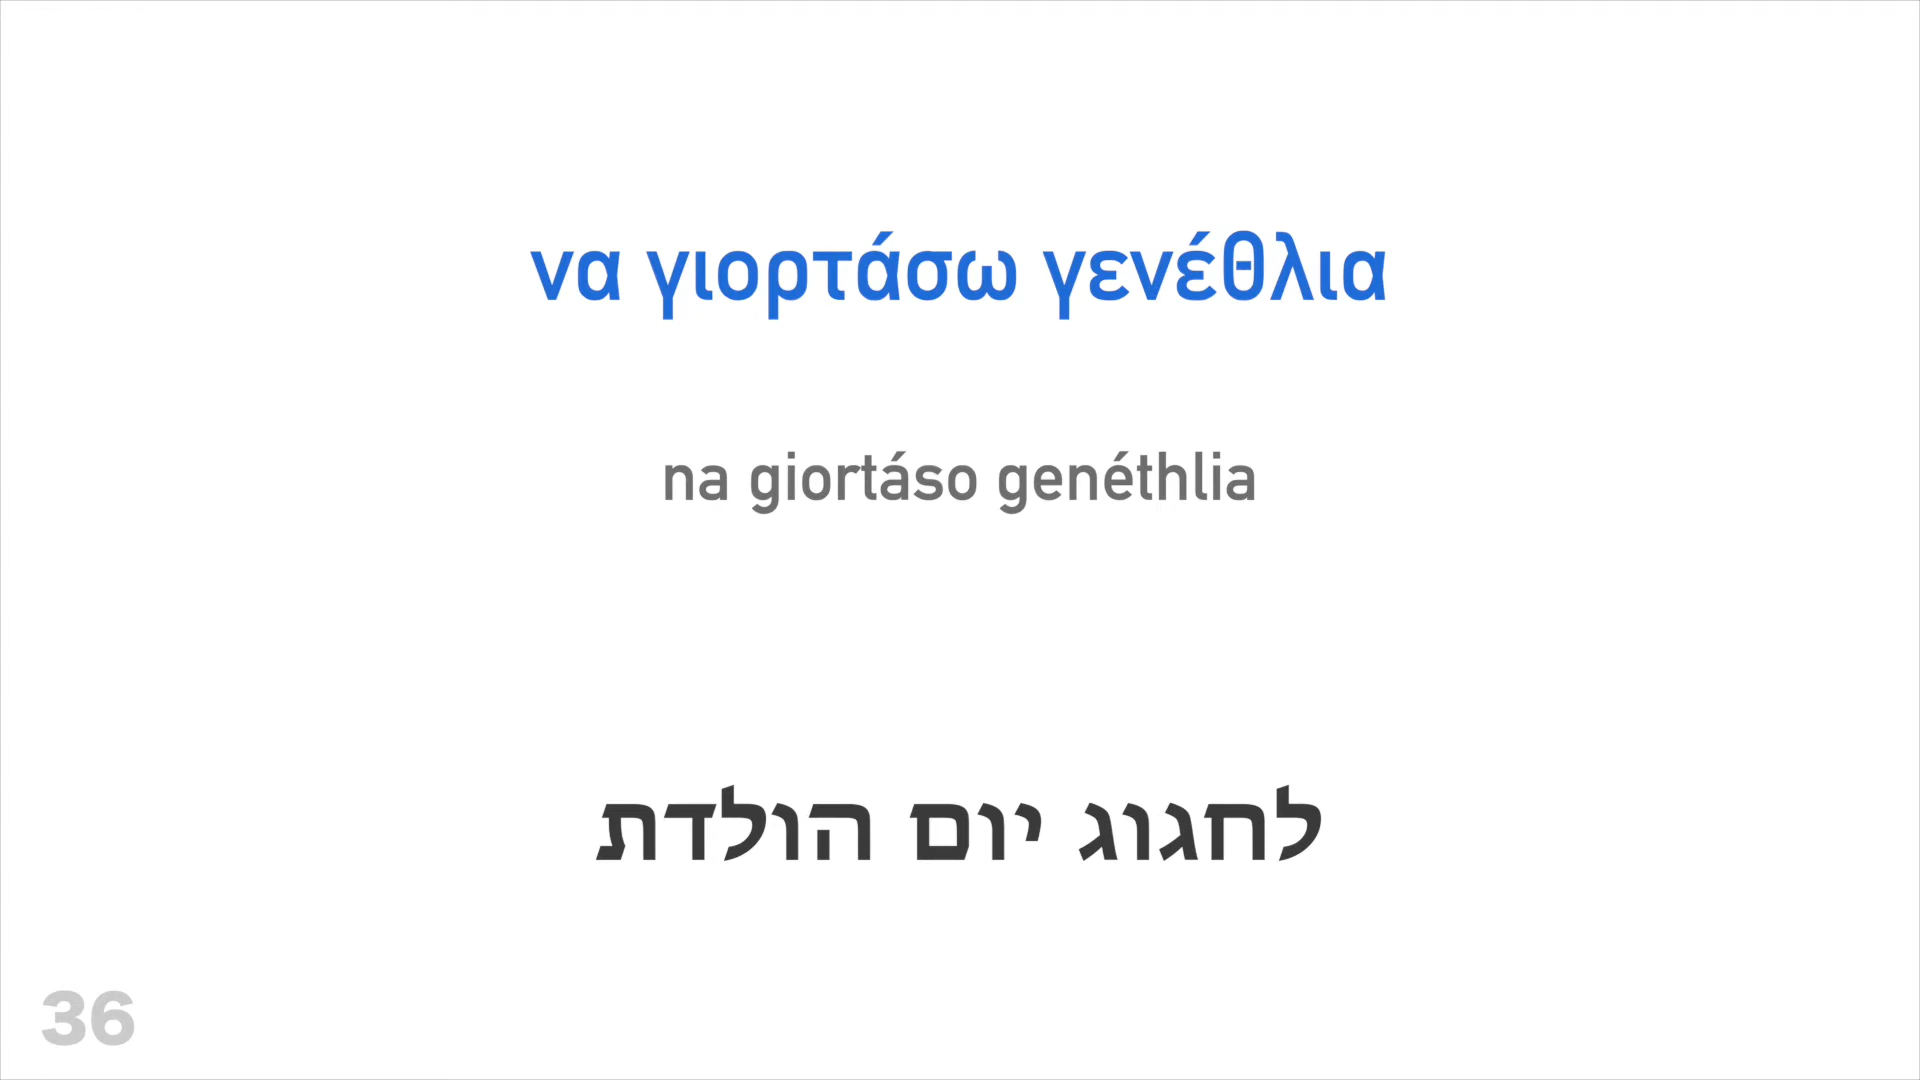 να γιορτάσω γενέθλια
na giortáso genéthlia
לחגוג יום הולדת
36